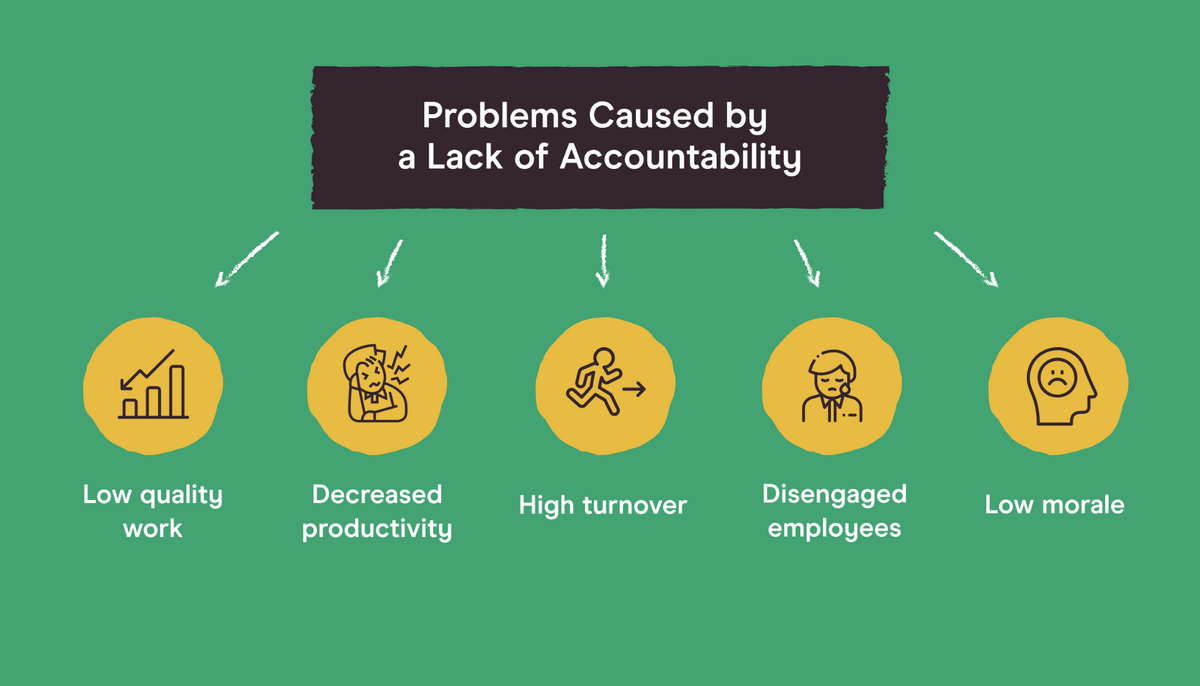 Problems Caused by
a Lack of Accountability
Low quality
work
Decreased
productivity
High turnover
Disengaged
employees
Low morale